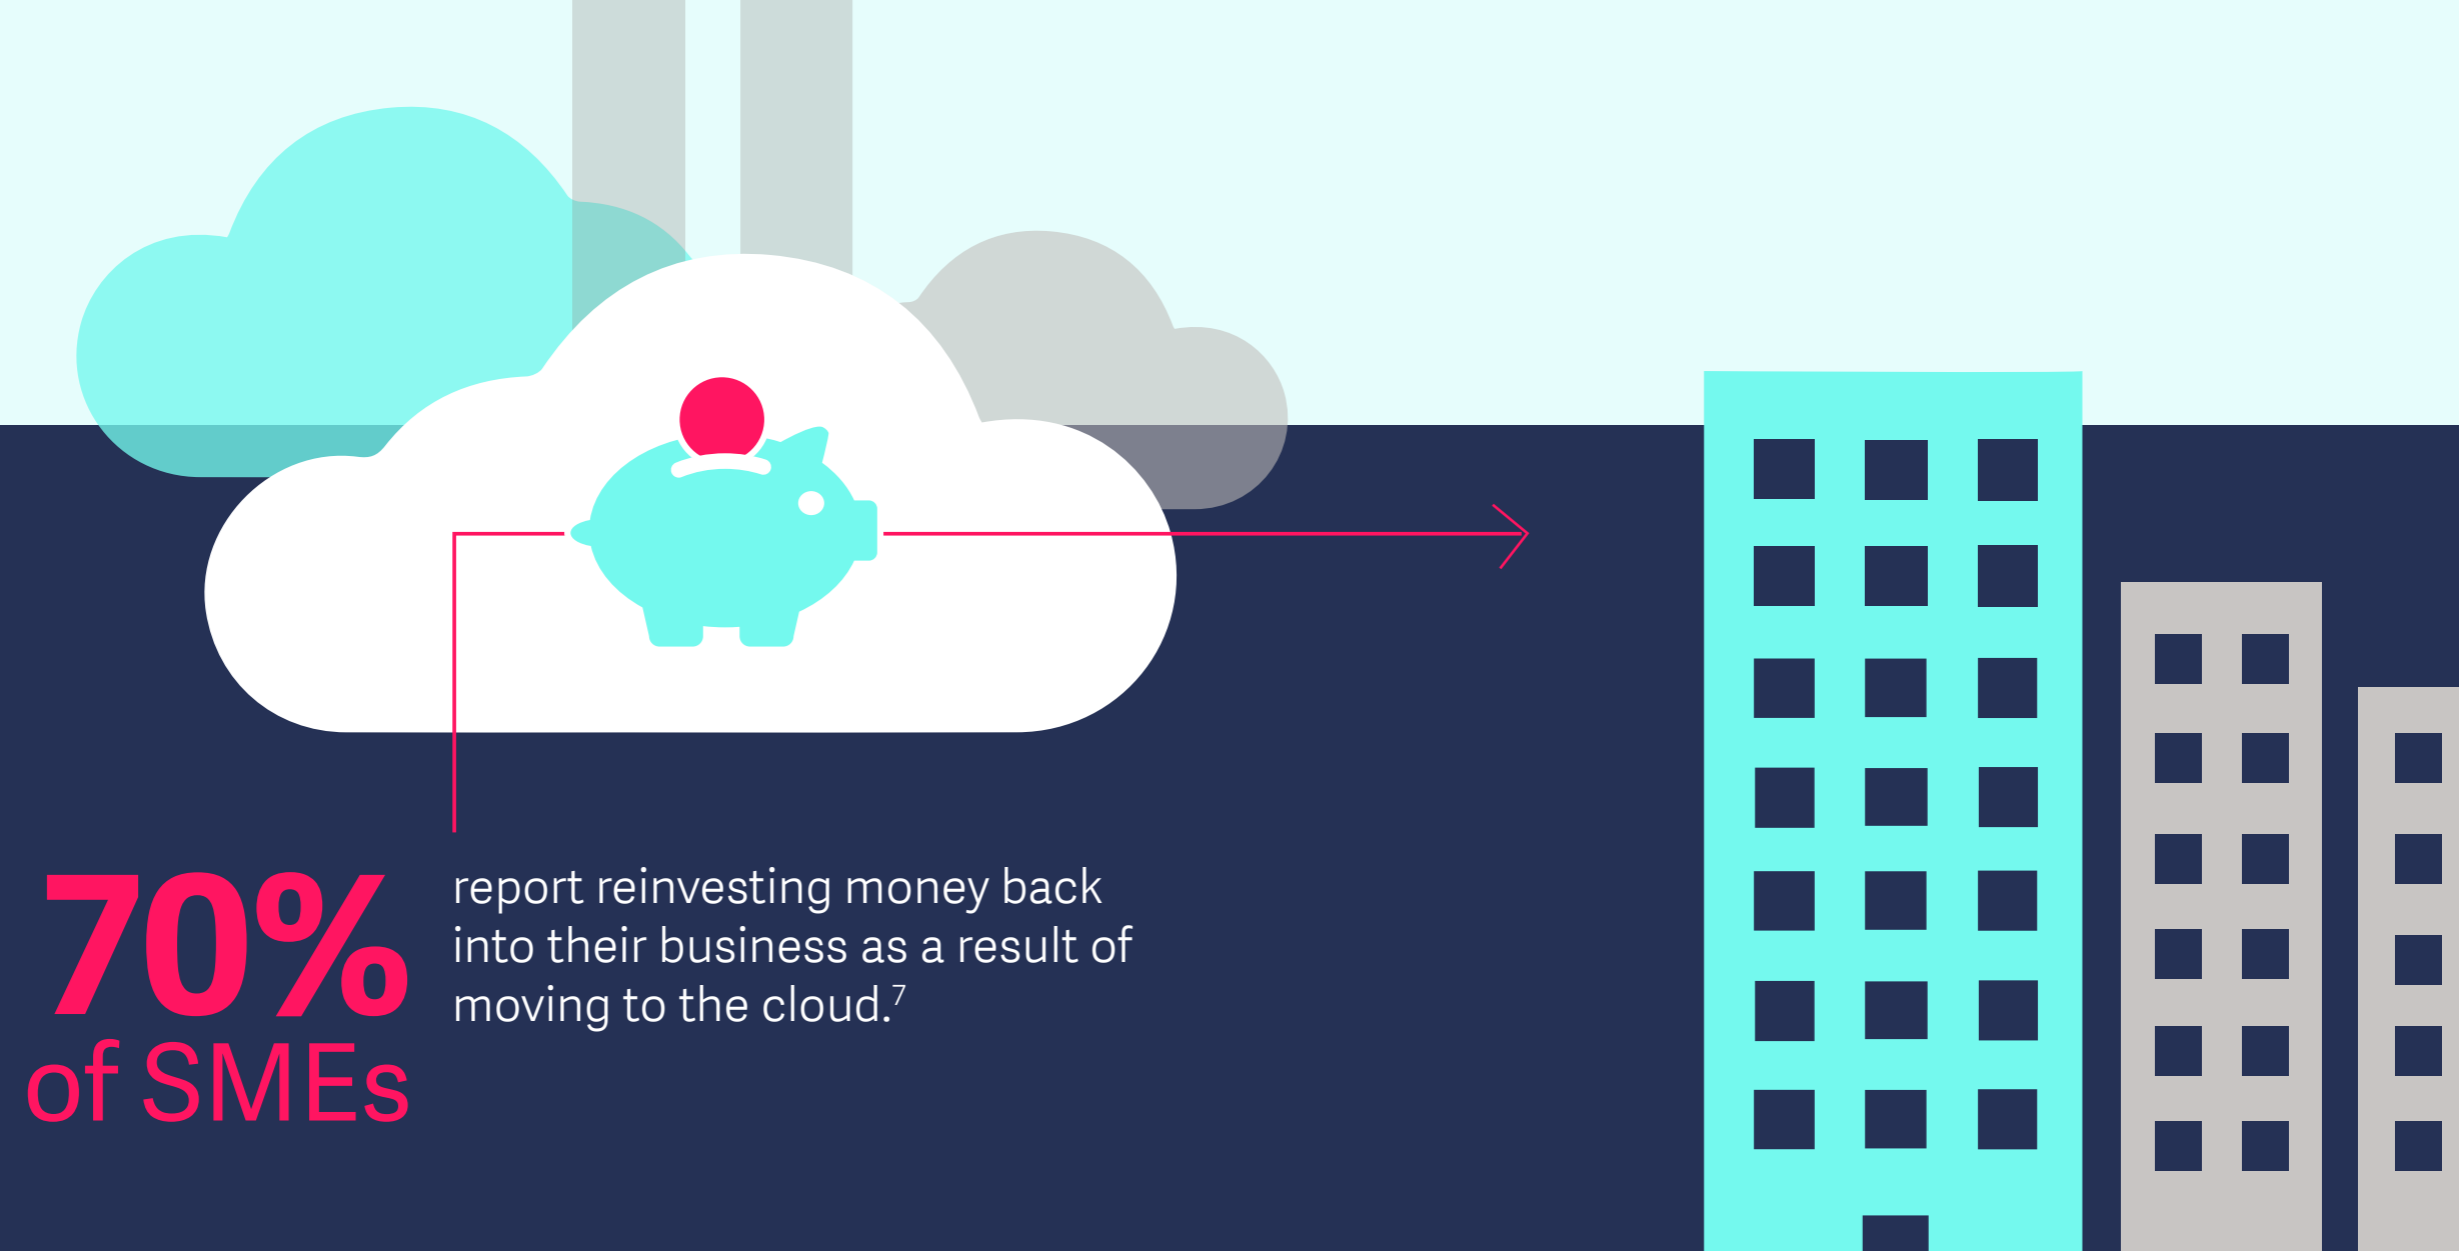 70%
of SMEs
report reinvesting money back
into their business as a result of
moving to the cloud.7